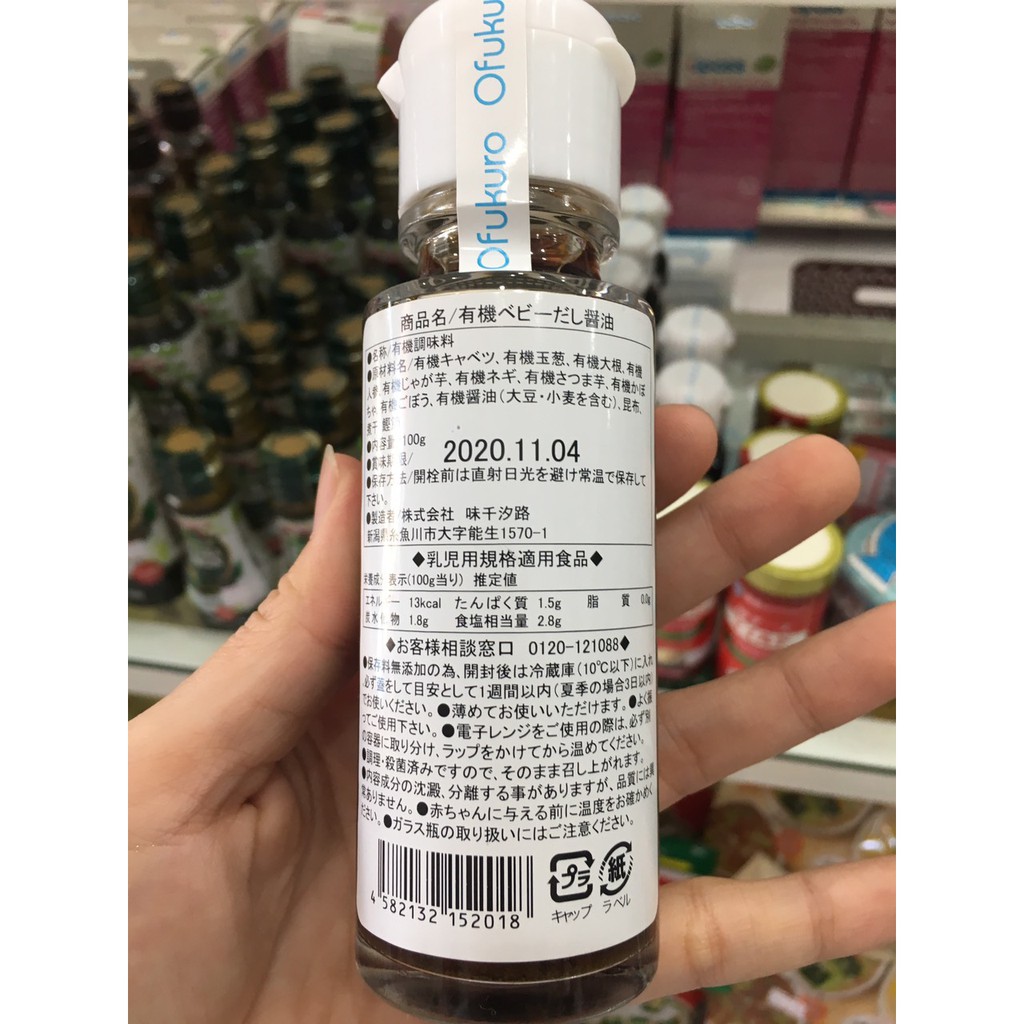 Ofukuro Ofuku
商品名/有機ベビーだし醤油
●名称/有機調味料
●原材料名/有機キャベツ、有機玉葱、有機大根、有機
人参、有機じゃが芋、有機ネギ、有機さつま芋、有機かぼ
ちゃ、有機ごぼう、有機醤油(大豆・小麦を含む)、昆布、
煮干 鰹
●内容量 100g
2020.11.04
●賞味期限/
●保存方法/開栓前は直射日光を避け常温で保存して
下さい。
●製造者 株式会社 味千汐路
新潟県糸魚川市大字能生1570-1
◆乳児用規格適用食品◆
栄養成分表示(100g当り) 推定値
エネルギー 13kcal たんぱく質 1.5g 脂 質 0.0g
炭水化物 1.8g 食塩相当量 2.8g
◆お客様相談窓口 0120-121088◆
●保存料無添加の為、開封後は冷蔵庫(10℃以下)に入れ
必ず蓋をして目安として1週間以内(夏季の場合3日以内)
でお使いください。●薄めてお使いいただけます。●よく振
ってご使用下さい。●電子レンジをご使用の際は、必ず別
の容器に取り分け、ラップをかけてから温めてください。
●調理・殺菌済みですので、そのまま召し上がれます。
●内容成分の沈澱、分離する事がありますが、品質には異
常ありません。●赤ちゃんに与える前に温度をお確かめく
ださい。●ガラス瓶の取り扱いにはご注意ください。
4 582132 152018
プラ 紙
キャップ ラベル